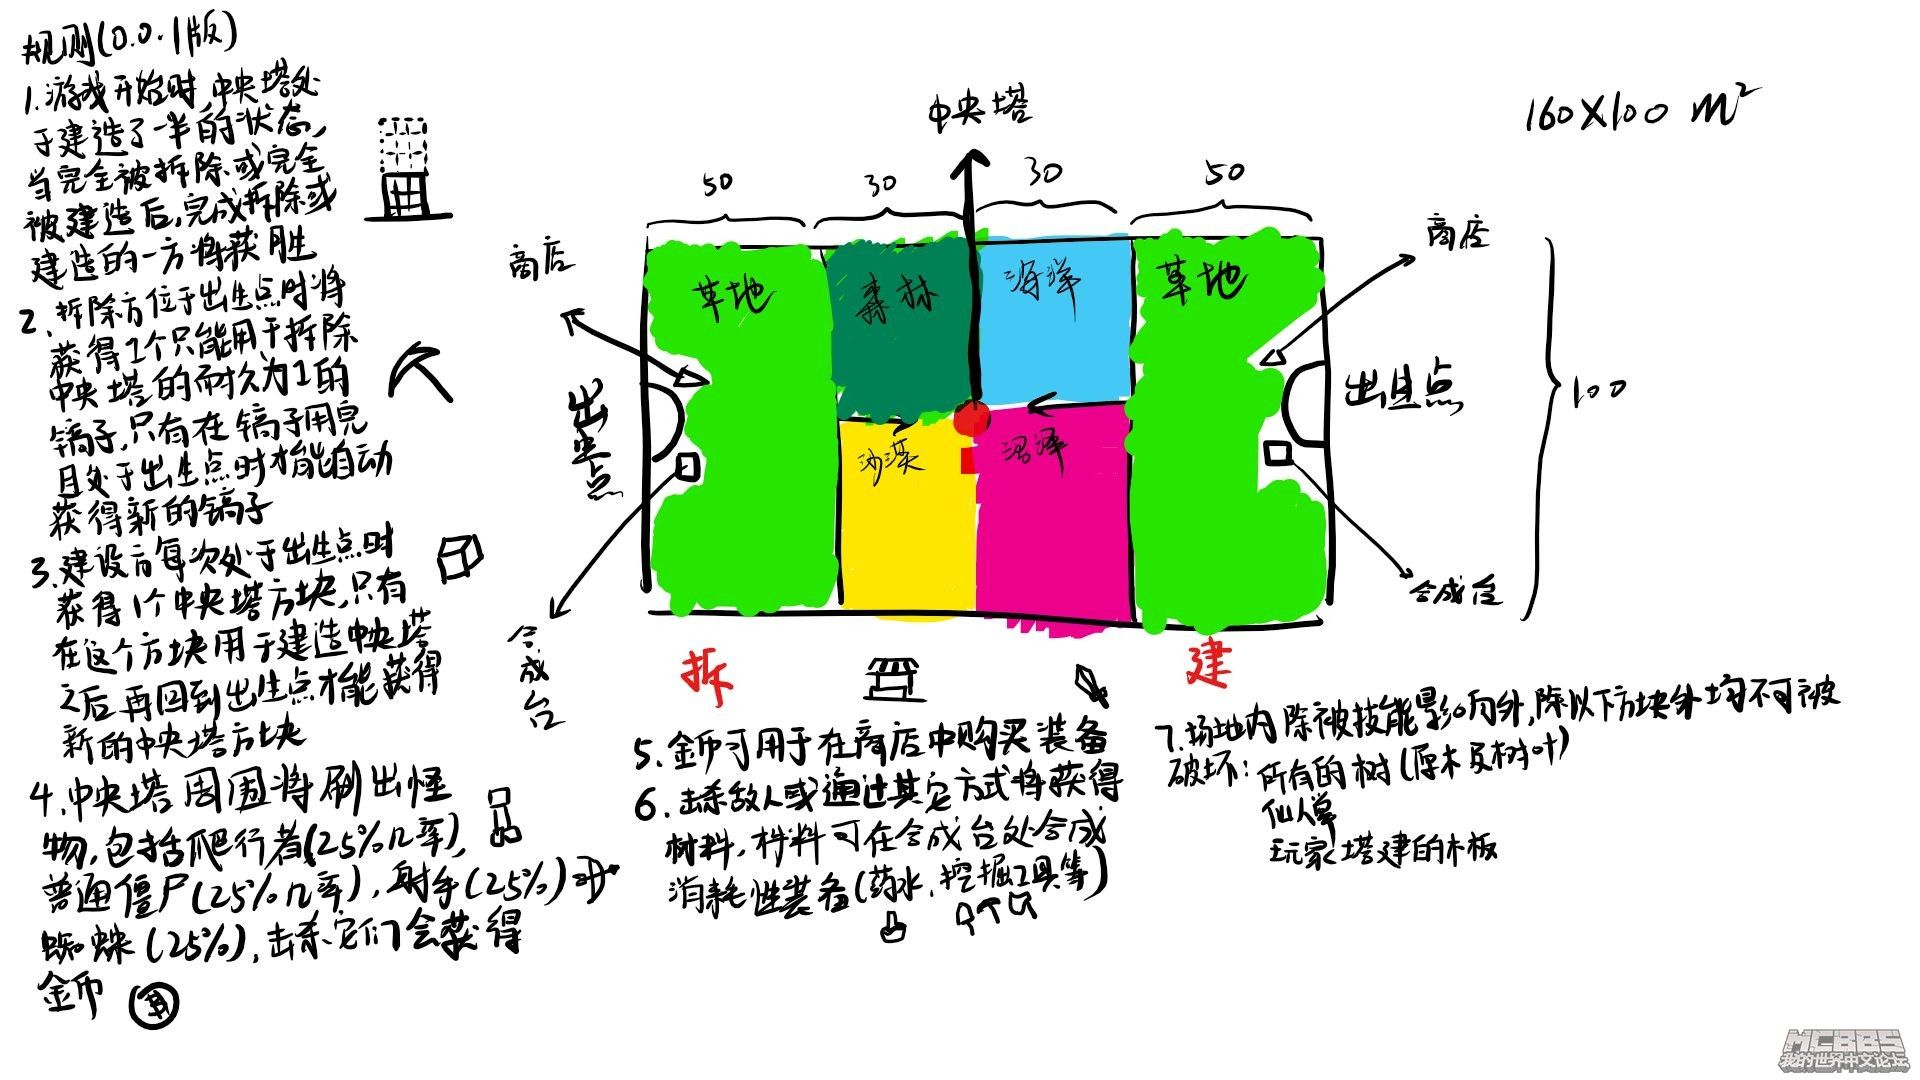 规则(0.0.1版)
1.游戏开始时中央塔处
于建造了一半的状态,
当完全被拆除或完全
被建造后,完成拆除或
建造的一方将获胜
2.拆除方位于出生点时将
获得1个只能用于拆除
中央塔的耐久为1的
镐子,只有在镐子用完
且处于出生点时才能自动
获得新的镐子
3.建设方每次处于出生点时
获得1个中央塔方块,只有
在这个方块用于建造中央塔
之后再回到出生点才能获得
新的中央塔方块
4.中央塔周围将刷出怪
物,包括爬行者(25%几率),
普通僵尸(25%几率),射手(25%)
蜘蛛(25%),击杀它们会获得
金币
中央塔
160X100 m²
50
30
30
50
商店
商店
草地
森林
海洋
草地
出生点
出生点
100
沙漠
沼泽
合成台
合成台
拆
建
5.金币可用于在商店中购买装备
6.击杀敌人或通过其它方式将获得
材料,材料可在合成台处合成
消耗性装备(药水,挖掘工具等)
7.场地内除被技能影响外,除以下方块外均不可被
破坏:所有的树(原木及树叶)
仙人掌
玩家塔建的木板
MCBBS
我的世界中文论坛